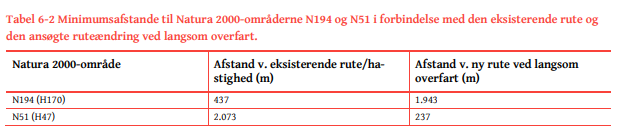 Tabel 6-2 Minimumsafstande til Natura 2000-områderne N194 og N51 i forbindelse med den eksisterende rute og
den ansøgte ruteændring ved langsom overfart.
Natura 2000-område Afstand v. eksisterende rute/ha- Afstand v. ny rute ved langsom
stighed (m) overfart (m)
N194 (H170) 437 1.943
N51 (H47) 2.073 237